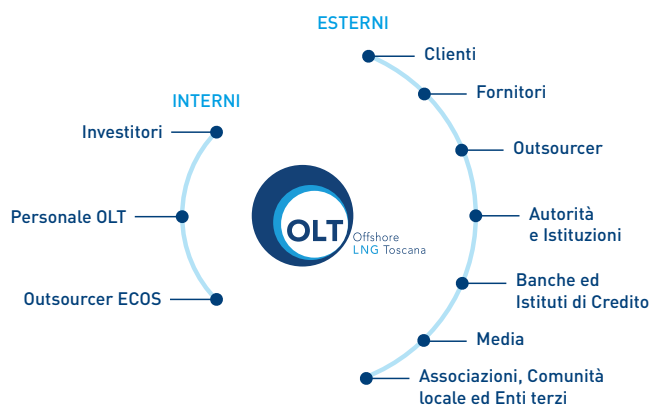 ESTERNI
Clienti
Fornitori
Outsourcer
Autorità
e Istituzioni
Banche ed
Istituti di Credito
Media
Associazioni, Comunità
locale ed Enti terzi
INTERNI
Investitori
Personale OLT
Outsourcer ECOS
OLT
Offshore
LNG Toscana